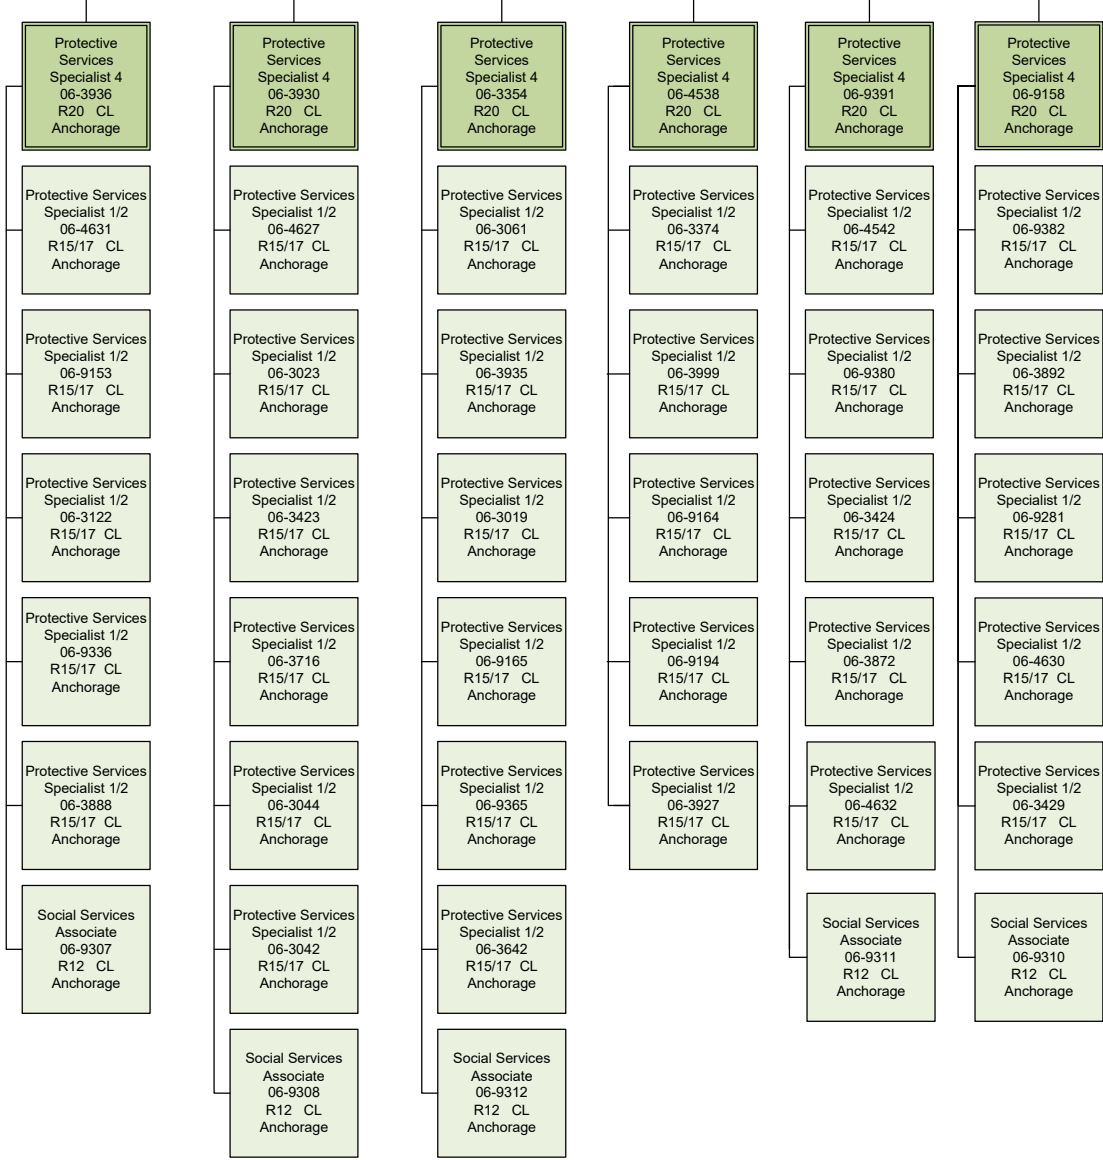 Protective
Services
Specialist 4
06-3936
R20 CL
Anchorage
Protective Services
Specialist 1/2
06-4631
R15/17 CL
Anchorage
Protective Services
Specialist 1/2
06-9153
R15/17 CL
Anchorage
Protective Services
Specialist 1/2
06-3122
R15/17 CL
Anchorage
Protective Services
Specialist 1/2
06-9336
R15/17 CL
Anchorage
Protective Services
Specialist 1/2
06-3888
R15/17 CL
Anchorage
Social Services
Associate
06-9307
R12 CL
Anchorage
Protective
Services
Specialist 4
06-3930
R20 CL
Anchorage
Protective Services
Specialist 1/2
06-4627
R15/17 CL
Anchorage
Protective Services
Specialist 1/2
06-3023
R15/17 CL
Anchorage
Protective Services
Specialist 1/2
06-3423
R15/17 CL
Anchorage
Protective Services
Specialist 1/2
06-3716
R15/17 CL
Anchorage
Protective Services
Specialist 1/2
06-3044
R15/17 CL
Anchorage
Protective Services
Specialist 1/2
06-3042
R15/17 CL
Anchorage
Social Services
Associate
06-9308
R12 CL
Anchorage
Protective
Services
Specialist 4
06-3354
R20 CL
Anchorage
Protective Services
Specialist 1/2
06-3061
R15/17 CL
Anchorage
Protective Services
Specialist 1/2
06-3935
R15/17 CL
Anchorage
Protective Services
Specialist 1/2
06-3019
R15/17 CL
Anchorage
Protective Services
Specialist 1/2
06-9165
R15/17 CL
Anchorage
Protective Services
Specialist 1/2
06-9365
R15/17 CL
Anchorage
Protective Services
Specialist 1/2
06-3642
R15/17 CL
Anchorage
Social Services
Associate
06-9312
R12 CL
Anchorage
Protective
Services
Specialist 4
06-4538
R20 CL
Anchorage
Protective Services
Specialist 1/2
06-3374
R15/17 CL
Anchorage
Protective Services
Specialist 1/2
06-3999
R15/17 CL
Anchorage
Protective Services
Specialist 1/2
06-9164
R15/17 CL
Anchorage
Protective Services
Specialist 1/2
06-9194
R15/17 CL
Anchorage
Protective Services
Specialist 1/2
06-3927
R15/17 CL
Anchorage
Protective
Services
Specialist 4
06-9391
R20 CL
Anchorage
Protective Services
Specialist 1/2
06-4542
R15/17 CL
Anchorage
Protective Services
Specialist 1/2
06-9380
R15/17 CL
Anchorage
Protective Services
Specialist 1/2
06-3424
R15/17 CL
Anchorage
Protective Services
Specialist 1/2
06-3872
R15/17 CL
Anchorage
Protective Services
Specialist 1/2
06-4632
R15/17 CL
Anchorage
Social Services
Associate
06-9311
R12 CL
Anchorage
Protective
Services
Specialist 4
06-9158
R20 CL
Anchorage
Protective Services
Specialist 1/2
06-9382
R15/17 CL
Anchorage
Protective Services
Specialist 1/2
06-3892
R15/17 CL
Anchorage
Protective Services
Specialist 1/2
06-9281
R15/17 CL
Anchorage
Protective Services
Specialist 1/2
06-4630
R15/17 CL
Anchorage
Protective Services
Specialist 1/2
06-3429
R15/17 CL
Anchorage
Social Services
Associate
06-9310
R12 CL
Anchorage